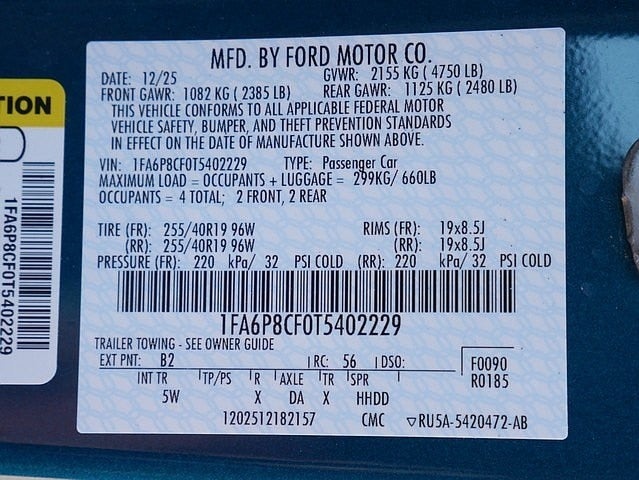 MFD. BY FORD MOTOR CO.
DATE: 12/25 GVWR: 2155 KG ( 4750 LB)
FRONT GAWR: 1082 KG ( 2385 LB) REAR GAWR: 1125 KG ( 2480 LB)
THIS VEHICLE CONFORMS TO ALL APPLICABLE FEDERAL MOTOR
VEHICLE SAFETY, BUMPER, AND THEFT PREVENTION STANDARDS
IN EFFECT ON THE DATE OF MANUFACTURE SHOWN ABOVE.
VIN: 1FA6P8CF0T5402229 TYPE: Passenger Car
MAXIMUM LOAD = OCCUPANTS + LUGGAGE = 299KG/ 660LB
OCCUPANTS = 4 TOTAL; 2 FRONT, 2 REAR
TIRE (FR): 255/40R19 96W RIMS (FR): 19x8.5J
(RR): 255/40R19 96W (RR): 19x8.5J
PRESSURE (FR): 220 kPa/ 32 PSI COLD (RR): 220 kPa/ 32 PSI COLD
1FA6P8CF0T5402229
TRAILER TOWING - SEE OWNER GUIDE
EXT PNT: B2 RC: 56 DSO: F0090
R0185
INT TR TP/PS R AXLE TR SPR
5W X DA X HHDD
1202512182157 CMC ▽RU5A-5420472-AB
TION
1FA6P8CF0T5402229